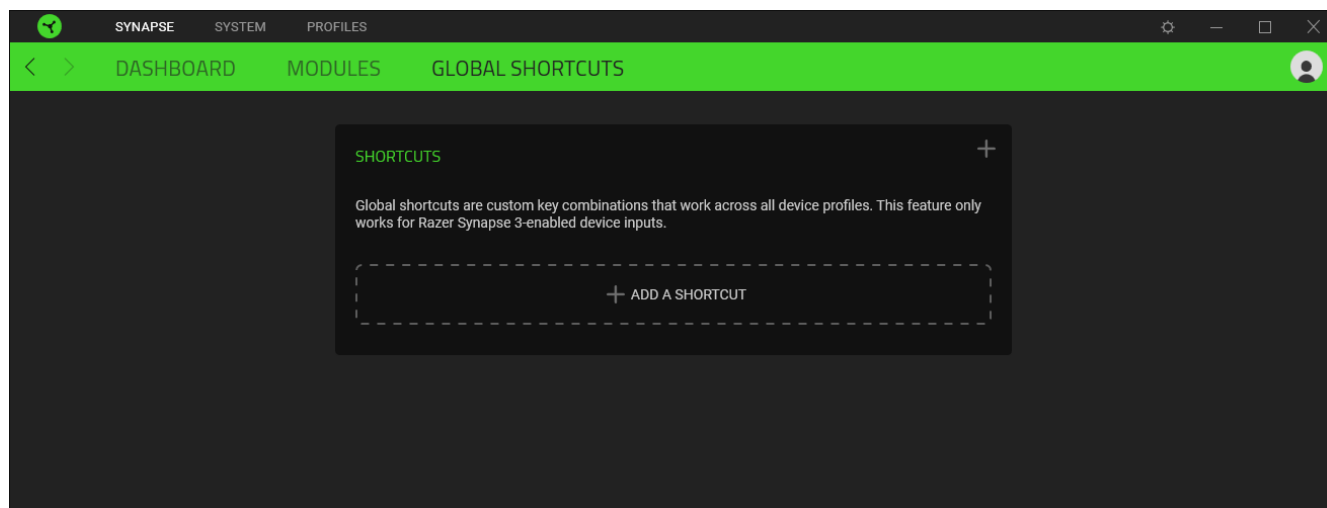 SYNAPSE SYSTEM PROFILES
DASHBOARD MODULES GLOBAL SHORTCUTS
SHORTCUTS
Global shortcuts are custom key combinations that work across all device profiles. This feature only
works for Razer Synapse 3-enabled device inputs.
ADD A SHORTCUT